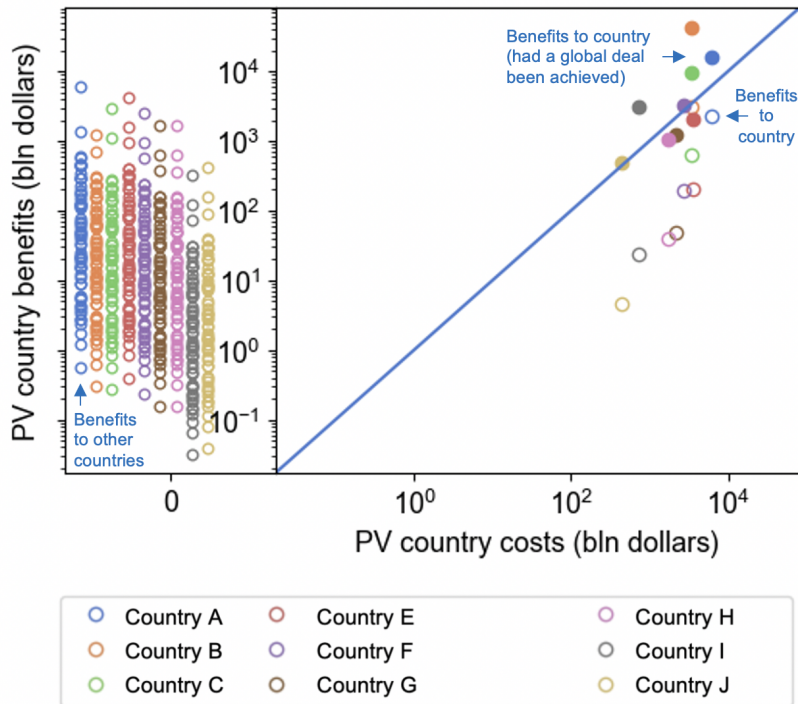 PV country benefits (bln dollars)
10⁴
10³
10²
10¹
10⁰
10⁻¹
Benefits to country
(had a global deal
been achieved)
Benefits
to
country
Benefits
to other
countries
0
10⁰
10²
10⁴
PV country costs (bln dollars)
Country A
Country E
Country H
Country B
Country F
Country I
Country C
Country G
Country J